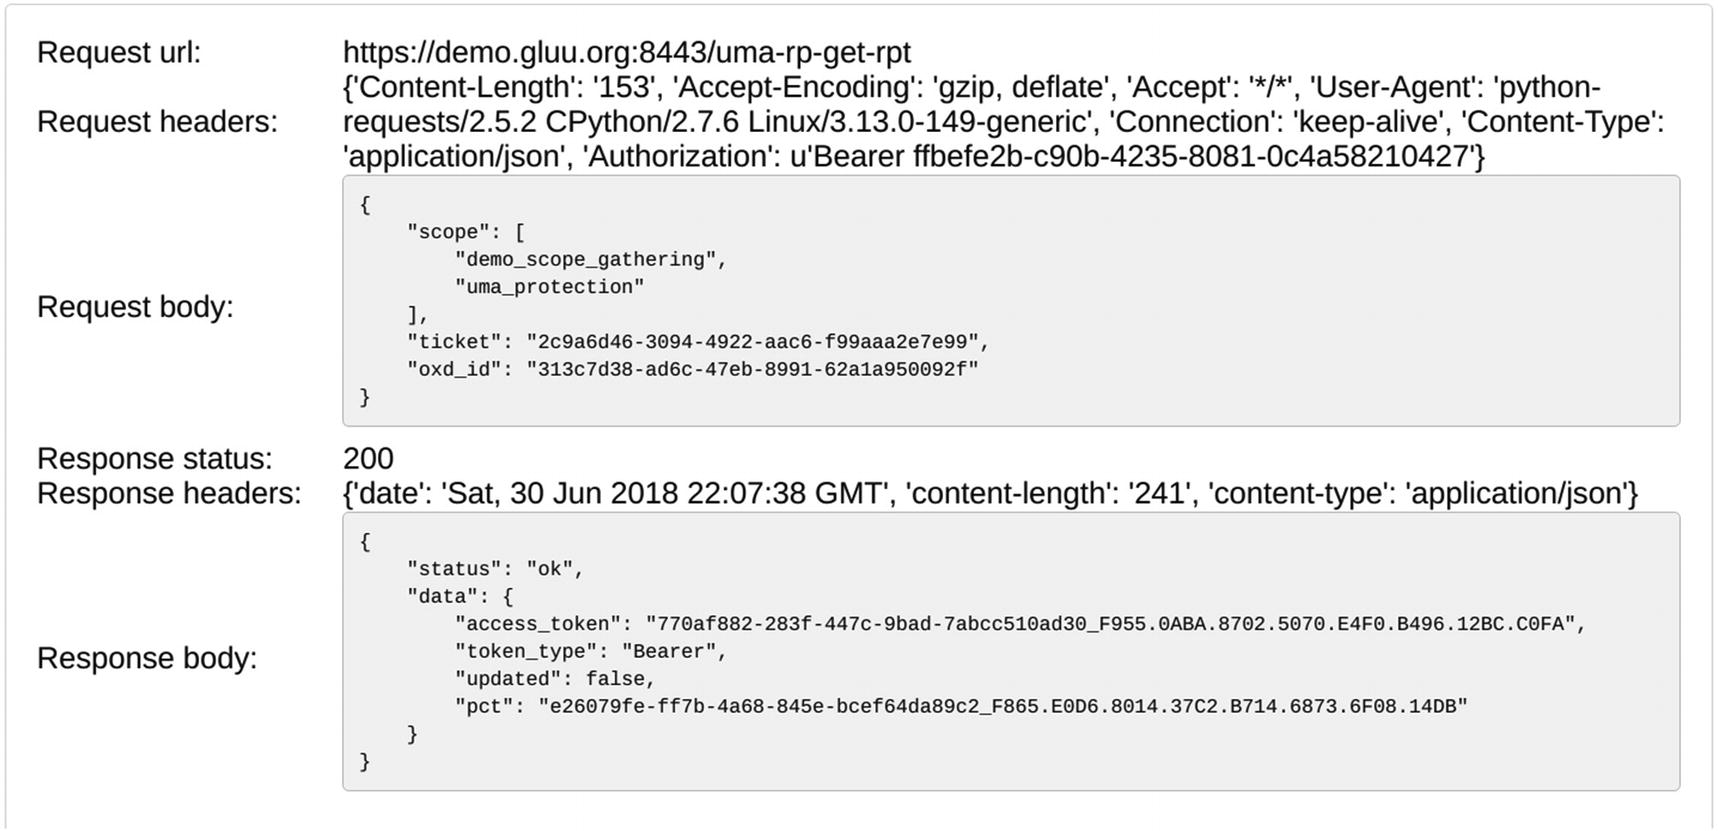 Request url: https://demo.gluu.org:8443/uma-rp-get-rpt
Request headers: {'Content-Length': '153', 'Accept-Encoding': 'gzip, deflate', 'Accept': '*/*', 'User-Agent': 'python-
requests/2.5.2 CPython/2.7.6 Linux/3.13.0-149-generic', 'Connection': 'keep-alive', 'Content-Type':
'application/json', 'Authorization': u'Bearer ffbefe2b-c90b-4235-8081-0c4a58210427'}
Request body:
{
    "scope": [
        "demo_scope_gathering",
        "uma_protection"
    ],
    "ticket": "2c9a6d46-3094-4922-aac6-f99aaa2e7e99",
    "oxd_id": "313c7d38-ad6c-47eb-8991-62a1a950092f"
}
Response status: 200
Response headers: {'date': 'Sat, 30 Jun 2018 22:07:38 GMT', 'content-length': '241', 'content-type': 'application/json'}
Response body:
{
    "status": "ok",
    "data": {
        "access_token": "770af882-283f-447c-9bad-7abcc510ad30_F955.0ABA.8702.5070.E4F0.B496.12BC.C0FA",
        "token_type": "Bearer",
        "updated": false,
        "pct": "e26079fe-ff7b-4a68-845e-bcef64da89c2_F865.E0D6.8014.37C2.B714.6873.6F08.14DB"
    }
}